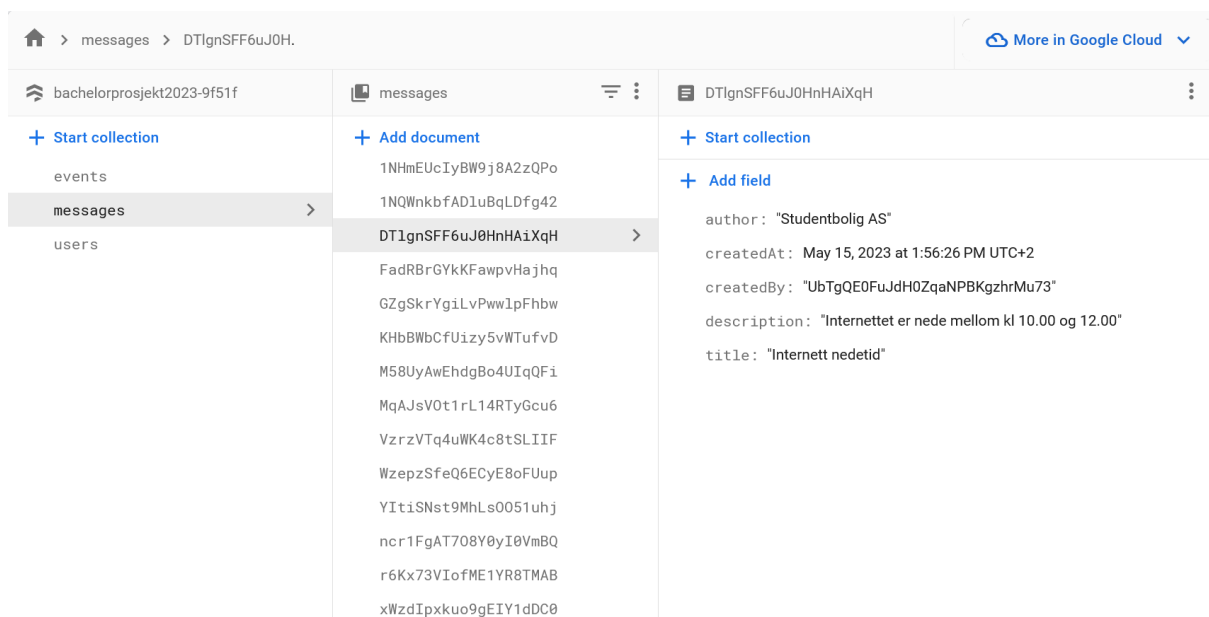 messages > DTlgnSFF6uJ0H.
More in Google Cloud
bachelorprosjekt2023-9f51f
Start collection
events
messages
users
messages
Add document
1NHmEUcIyBW9j8A2zQPo
1NQWnkbfADluBqLDfg42
DTlgnSFF6uJ0HnHAiXqH
FadRBrGYkKFawpvHajhq
GZgSkrYgiLvPwwlpFhbw
KHbBWbCfUizy5vWTufvD
M58UyAwEhdgBo4UIqQFi
MqAJsVOt1rL14RTyGcu6
VzrzVTq4uWK4c8tSLIIF
WzepzSfeQ6ECyE8oFUup
YItiSNst9MhLsOO51uhj
ncr1FgAT7O8Y0yI0VmBQ
r6Kx73VIofME1YR8TMAB
xWzdIpxkuo9gEIY1dDC0
DTlgnSFF6uJ0HnHAiXqH
Start collection
Add field
author: "Studentbolig AS"
createdAt: May 15, 2023 at 1:56:26 PM UTC+2
createdBy: "UbTgQE0FuJdH0ZqaNPBKgzhrMu73"
description: "Internettet er nede mellom kl 10.00 og 12.00"
title: "Internett nedetid"